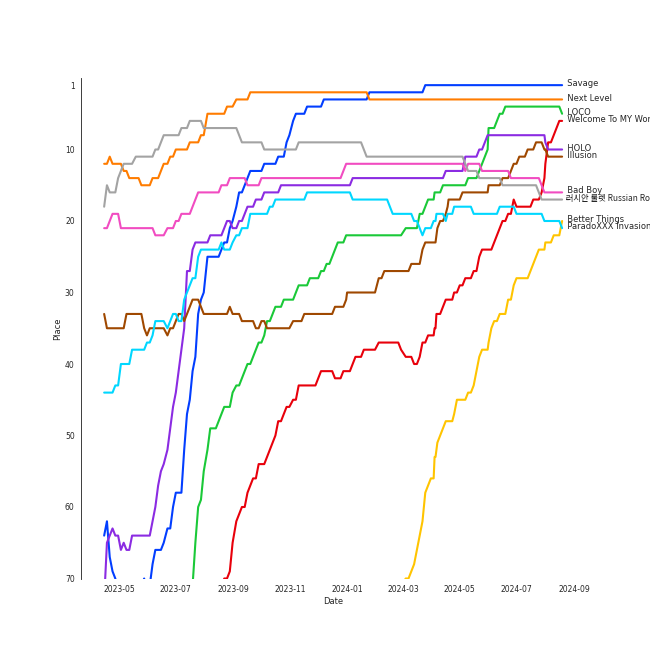 1
10
20
30
40
50
60
70
Place
2023-05
2023-07
2023-09
2023-11
2024-01
2024-03
2024-05
2024-07
2024-09
Date
Savage
Next Level
LOCO
Welcome To MY Wor
HOLO
Illusion
Bad Boy
러시안 룰렛 Russian Ro
Better Things
ParadoXXX Invasion